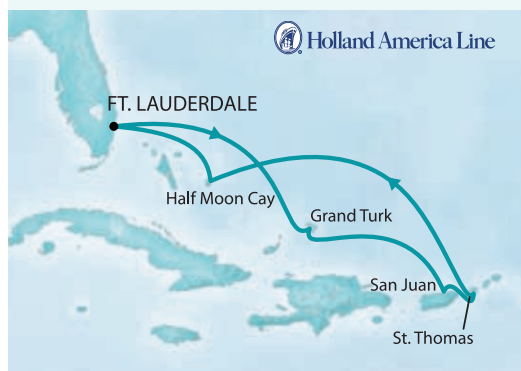 Holland America Line
FT. LAUDERDALE
Half Moon Cay
Grand Turk
San Juan
St. Thomas